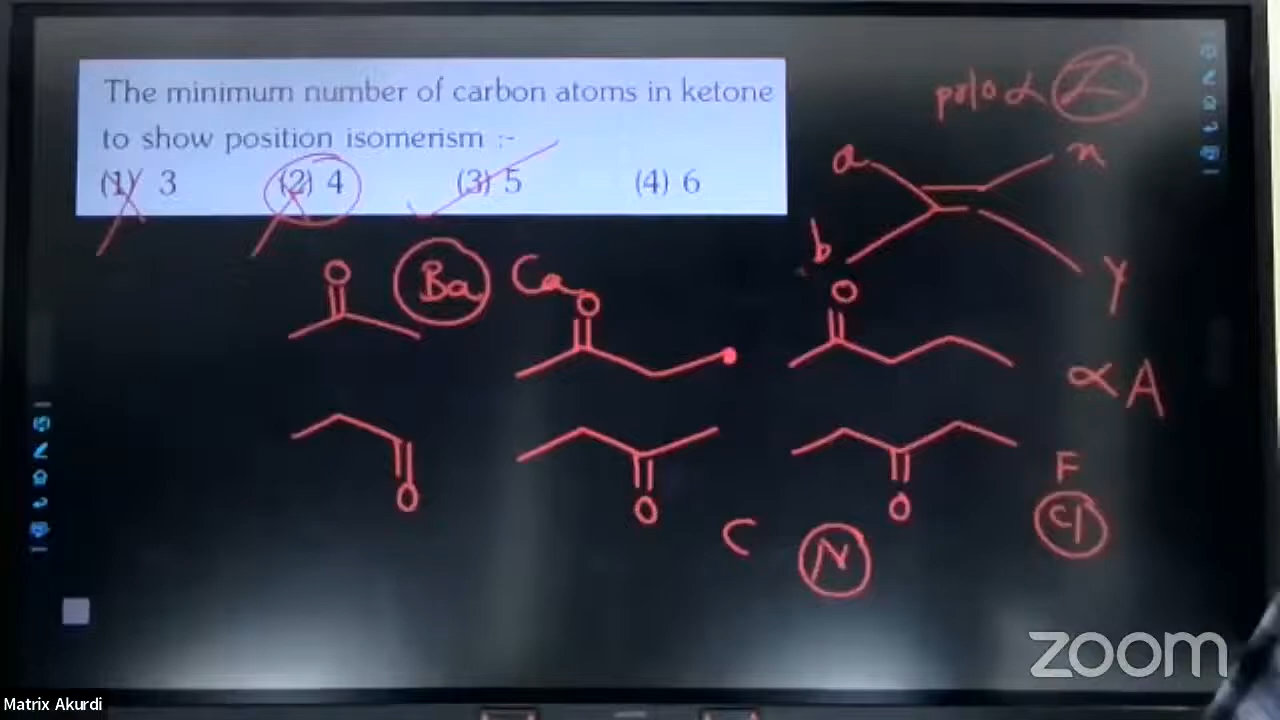 The minimum number of carbon atoms in ketone
to show position isomerism :-
(1) 3 (2) 4 (3) 5 (4) 6
a x
b y
O Ba Ca O O
∝ A
O O O
F
C N Cl
zoom
Matrix Akurdi